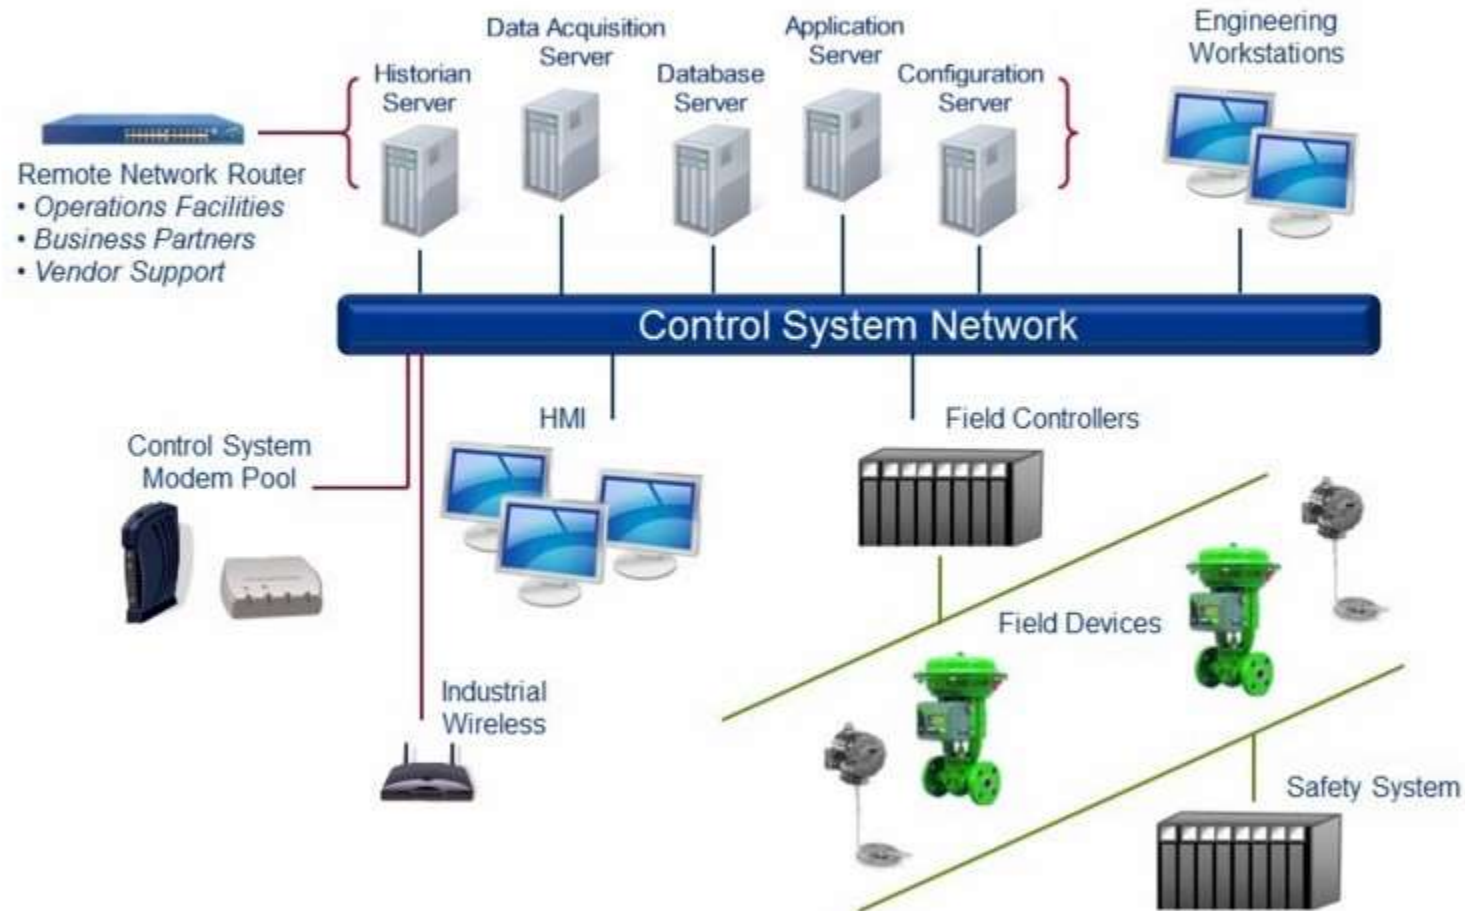 Data Acquisition
Server
Application
Server
Engineering
Workstations
Historian
Server
Database
Server
Configuration
Server
Remote Network Router
• Operations Facilities
• Business Partners
• Vendor Support
Control System Network
HMI
Field Controllers
Control System
Modem Pool
Field Devices
Industrial
Wireless
Safety System